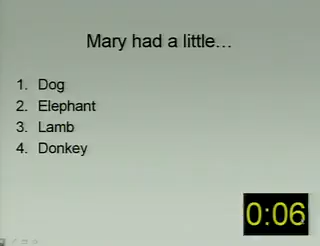 Mary had a little...
1. Dog
2. Elephant
3. Lamb
4. Donkey
0:06